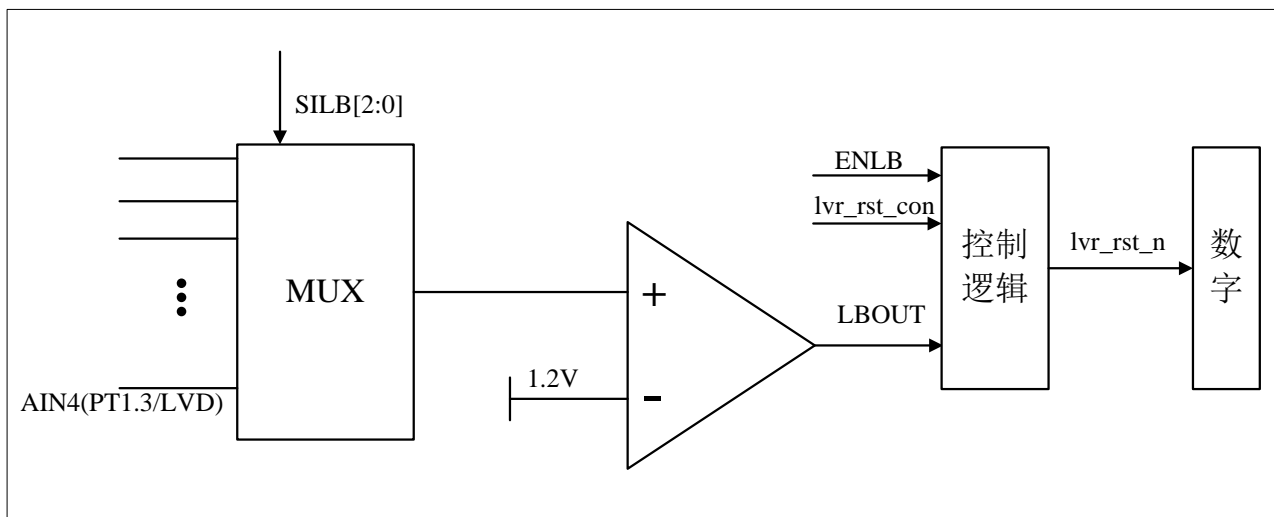 SILB[2:0]
MUX
AIN4(PT1.3/LVD)
1.2V
+
-
LBOUT
ENLB
lvr_rst_con
控制
逻辑
lvr_rst_n
数
字